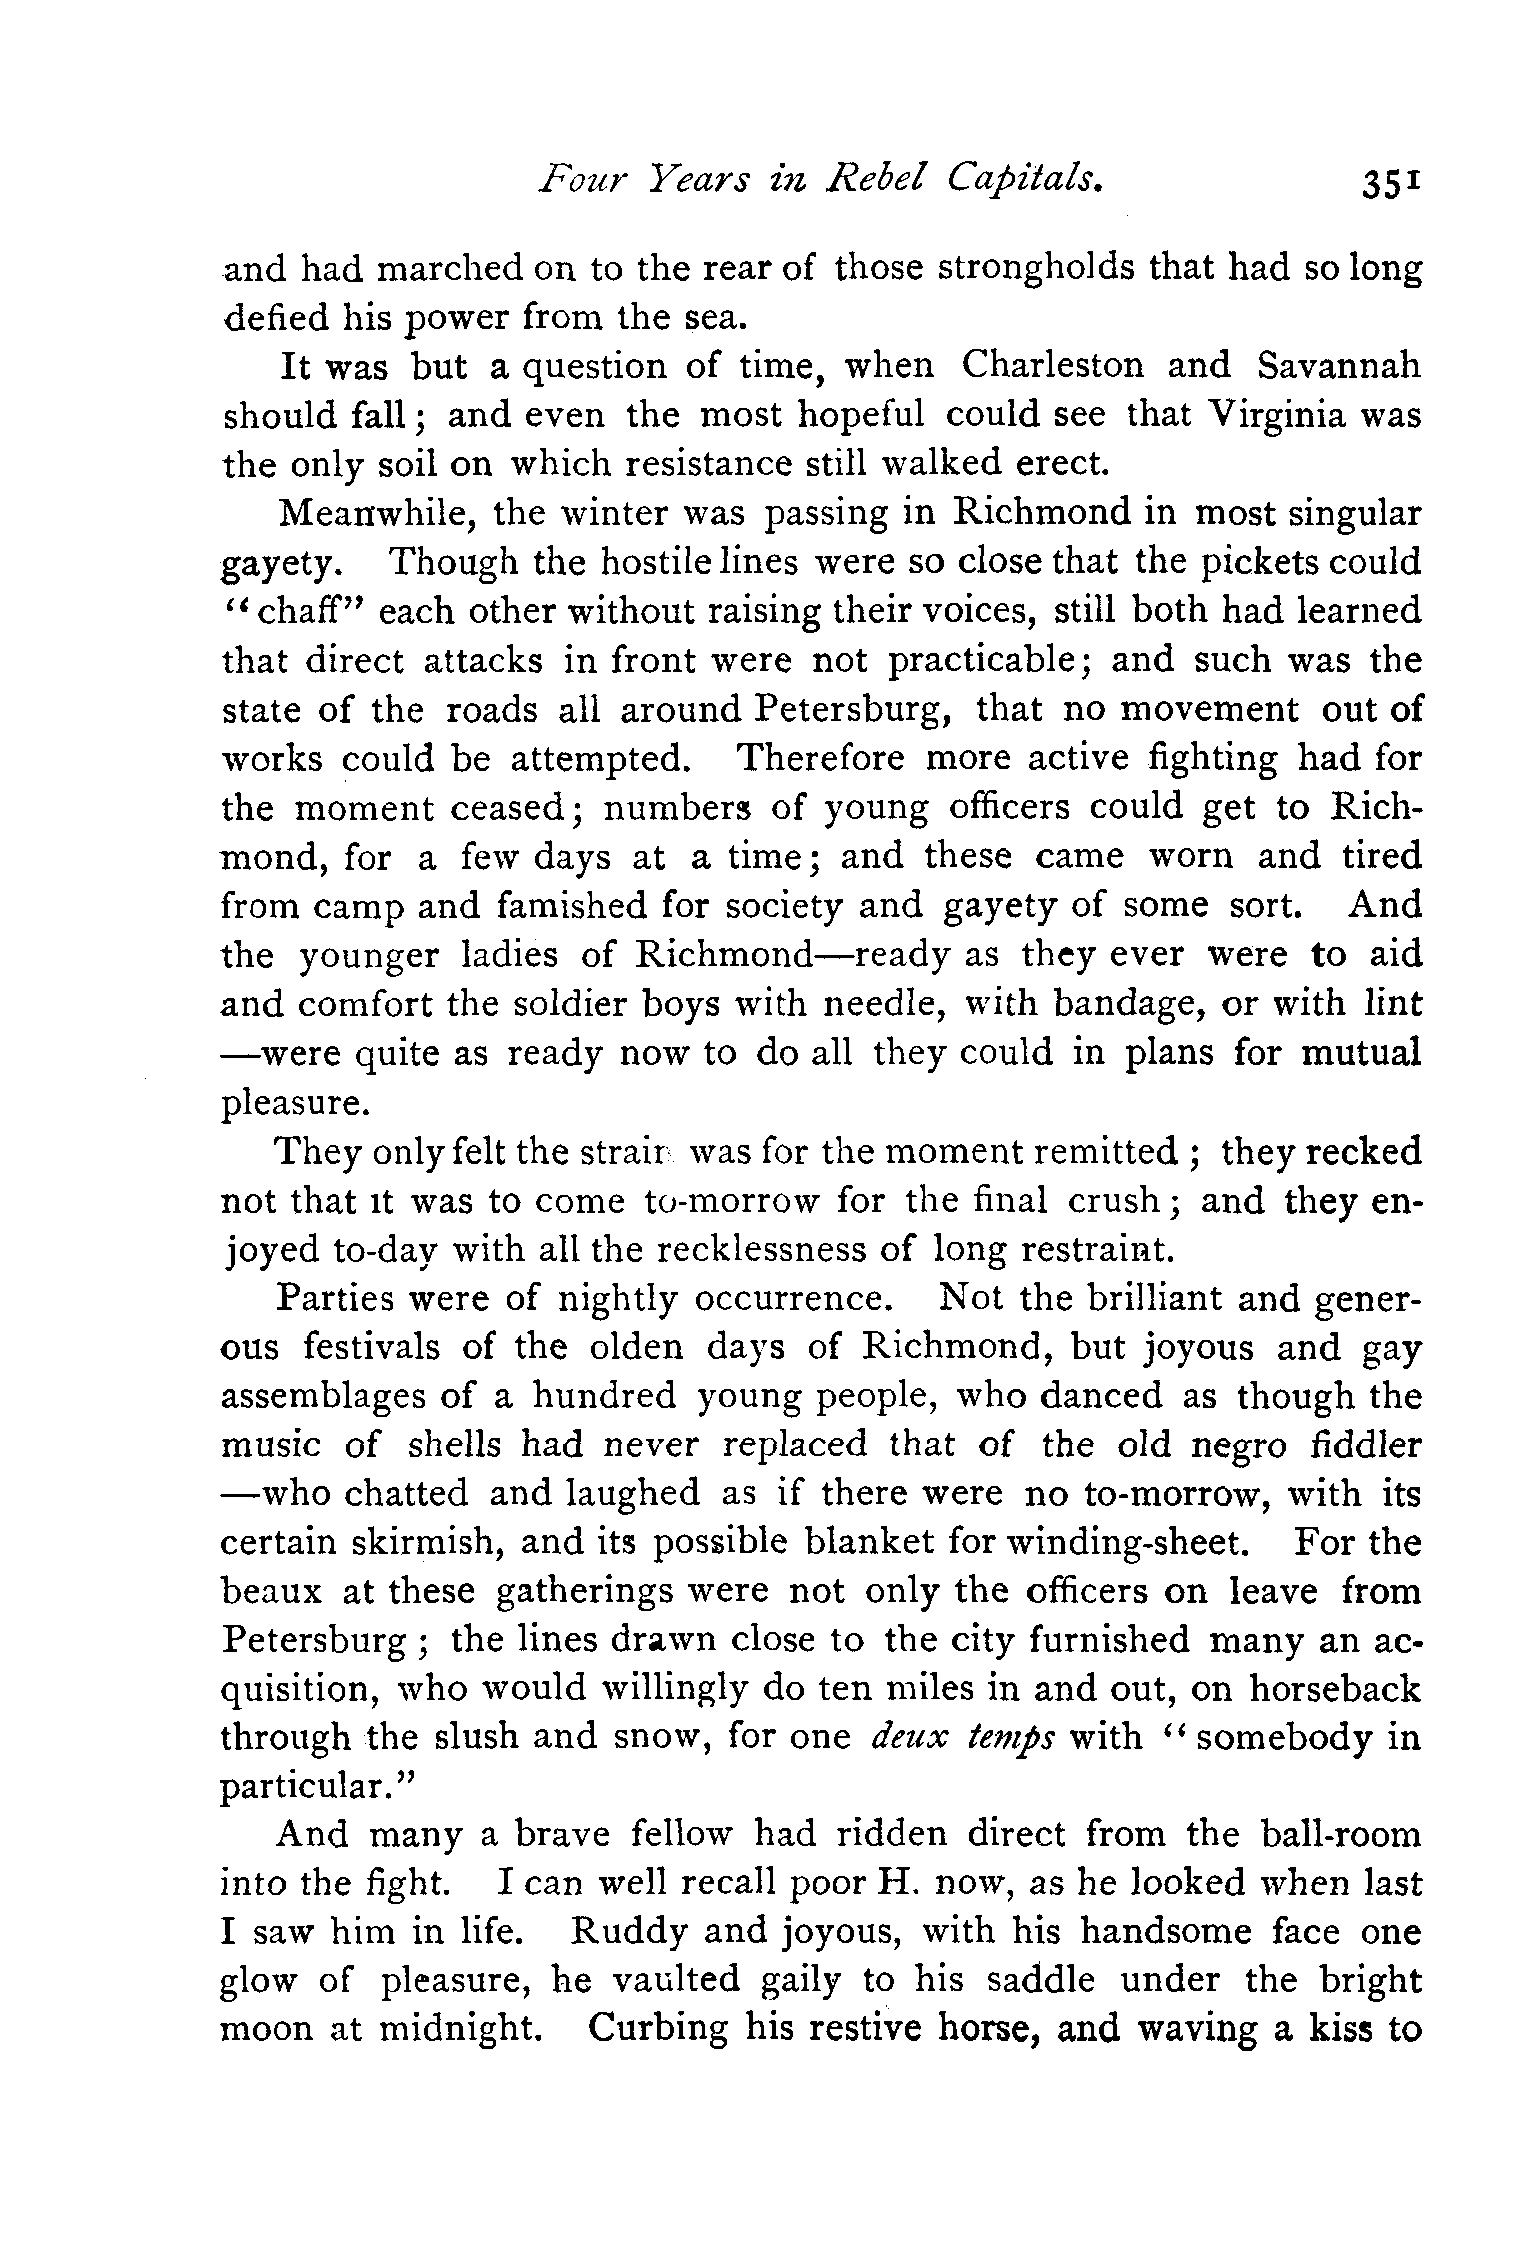 Four Years in Rebel Capitals. 351
and had marched on to the rear of those strongholds that had so long
defied his power from the sea.
It was but a question of time, when Charleston and Savannah
should fall; and even the most hopeful could see that Virginia was
the only soil on which resistance still walked erect.
Meanwhile, the winter was passing in Richmond in most singular
gayety. Though the hostile lines were so close that the pickets could
"chaff" each other without raising their voices, still both had learned
that direct attacks in front were not practicable; and such was the
state of the roads all around Petersburg, that no movement out of
works could be attempted. Therefore more active fighting had for
the moment ceased; numbers of young officers could get to Rich-
mond, for a few days at a time; and these came worn and tired
from camp and famished for society and gayety of some sort. And
the younger ladies of Richmond—ready as they ever were to aid
and comfort the soldier boys with needle, with bandage, or with lint
—were quite as ready now to do all they could in plans for mutual
pleasure.
They only felt the strain was for the moment remitted; they recked
not that it was to come to-morrow for the final crush; and they en-
joyed to-day with all the recklessness of long restraint.
Parties were of nightly occurrence. Not the brilliant and gener-
ous festivals of the olden days of Richmond, but joyous and gay
assemblages of a hundred young people, who danced as though the
music of shells had never replaced that of the old negro fiddler
—who chatted and laughed as if there were no to-morrow, with its
certain skirmish, and its possible blanket for winding-sheet. For the
beaux at these gatherings were not only the officers on leave from
Petersburg; the lines drawn close to the city furnished many an ac-
quisition, who would willingly do ten miles in and out, on horseback
through the slush and snow, for one deux temps with "somebody in
particular."
And many a brave fellow had ridden direct from the ball-room
into the fight. I can well recall poor H. now, as he looked when last
I saw him in life. Ruddy and joyous, with his handsome face one
glow of pleasure, he vaulted gaily to his saddle under the bright
moon at midnight. Curbing his restive horse, and waving a kiss to